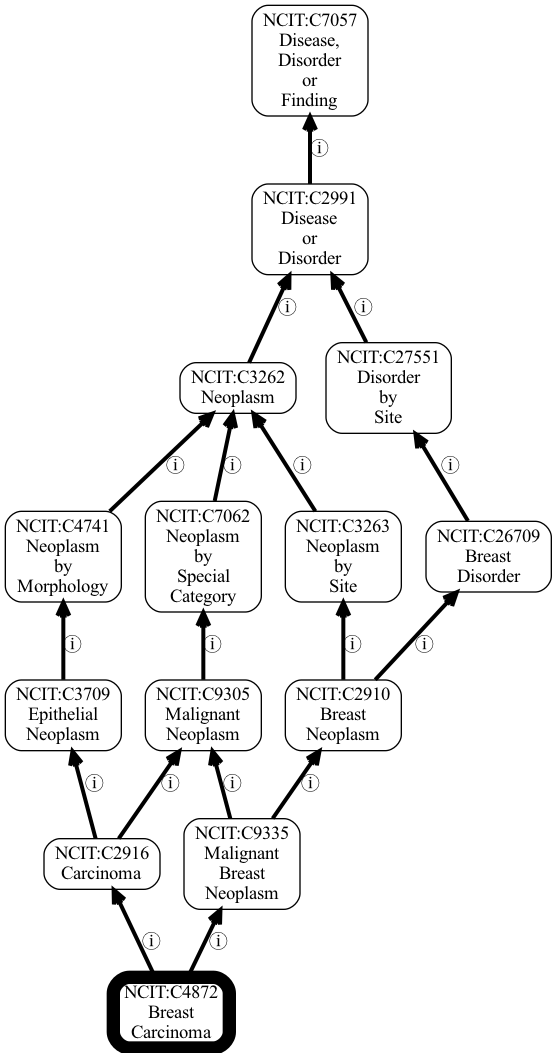 NCIT:C7057
Disease,
Disorder
or
Finding
i
NCIT:C2991
Disease
or
Disorder
i
i
NCIT:C3262
Neoplasm
NCIT:C27551
Disorder
by
Site
i
i
i
i
NCIT:C4741
Neoplasm
by
Morphology
NCIT:C7062
Neoplasm
by
Special
Category
NCIT:C3263
Neoplasm
by
Site
NCIT:C26709
Breast
Disorder
i
i
i
i
NCIT:C3709
Epithelial
Neoplasm
NCIT:C9305
Malignant
Neoplasm
NCIT:C2910
Breast
Neoplasm
i
i
i
i
NCIT:C2916
Carcinoma
NCIT:C9335
Malignant
Breast
Neoplasm
i
i
NCIT:C4872
Breast
Carcinoma